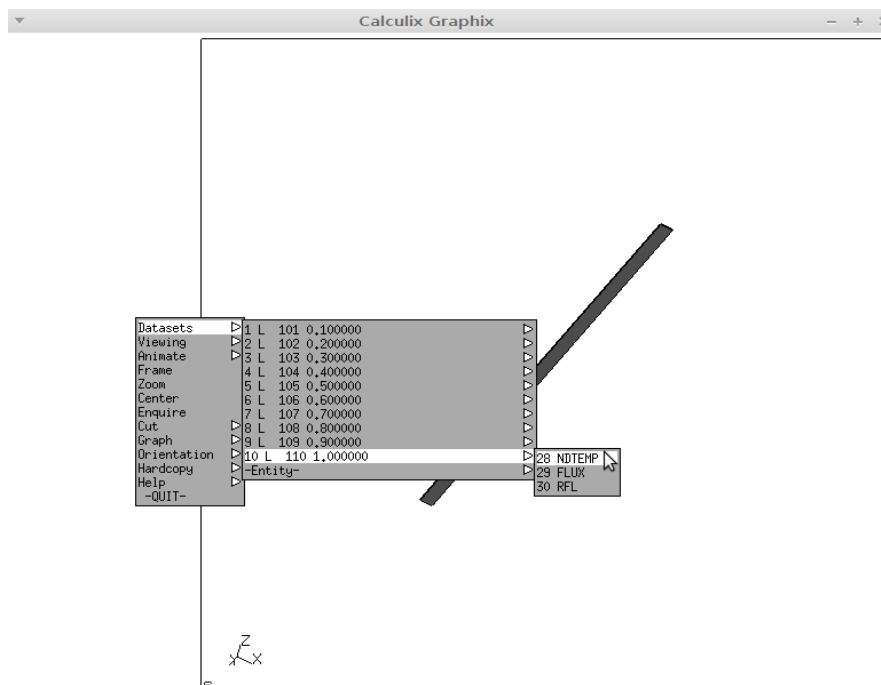 Calculix Graphix
Datasets
Viewing
Animate
Frame
Zoom
Center
Enquire
Cut
Graph
Orientation
Hardcopy
Help
-QUIT-
1 L 101 0.100000
2 L 102 0.200000
3 L 103 0.300000
4 L 104 0.400000
5 L 105 0.500000
6 L 106 0.600000
7 L 107 0.700000
8 L 108 0.800000
9 L 109 0.900000
10 L 110 1.000000
-Entity-
28 NDTEMP
29 FLUX
30 RFL
Z
X